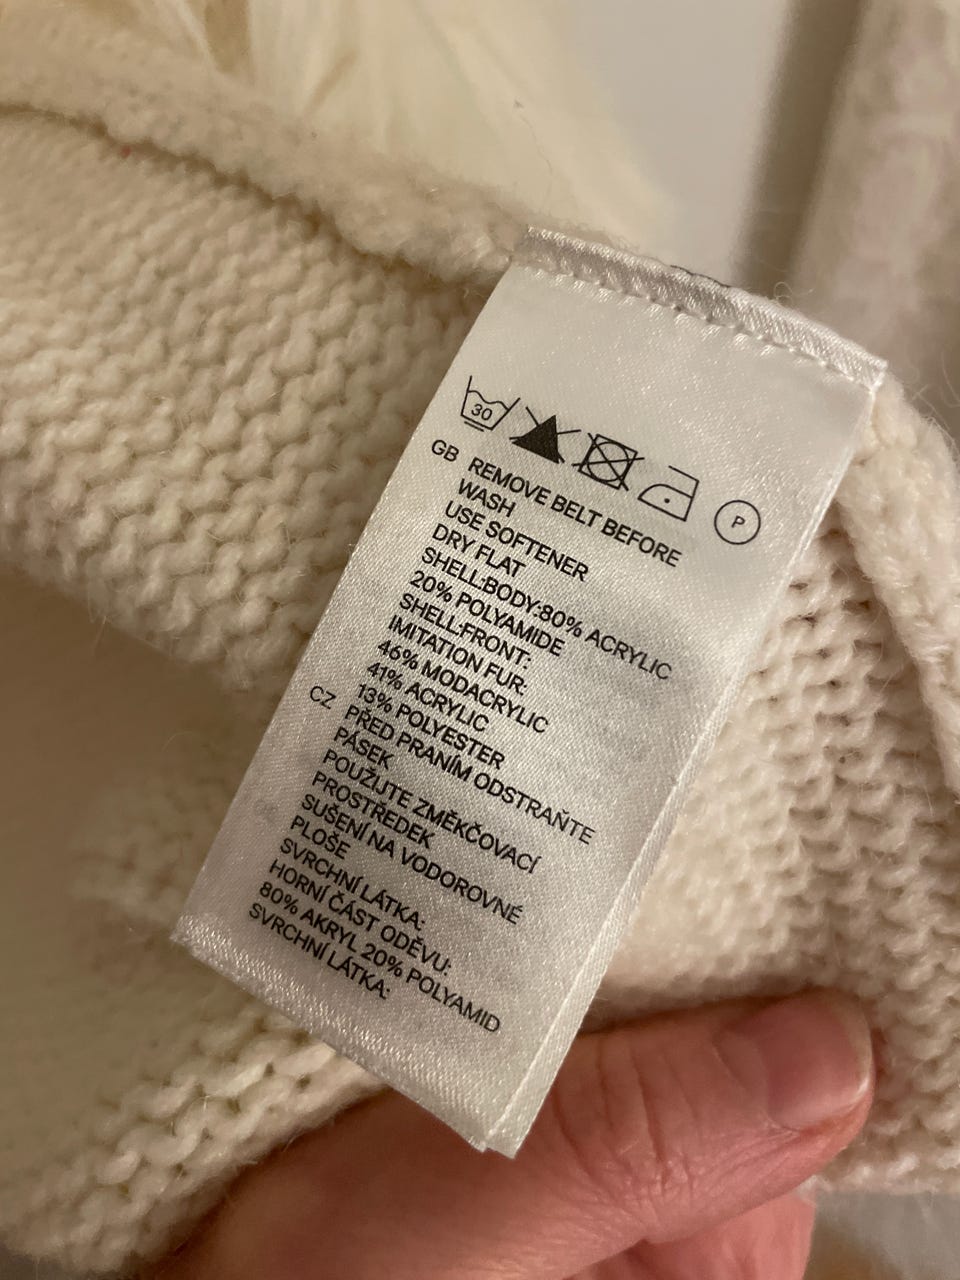 30
P
GB REMOVE BELT BEFORE
WASH
USE SOFTENER
DRY FLAT
SHELL:BODY:80% ACRYLIC
20% POLYAMIDE
SHELL:FRONT:
IMITATION FUR:
46% MODACRYLIC
41% ACRYLIC
13% POLYESTER
CZ PŘED PRANÍM ODSTRAŇTE
PÁSEK
POUŽIJTE ZMĚKČOVACÍ
PROSTŘEDEK
SUŠENÍ NA VODOROVNÉ
PLOŠE
SVRCHNÍ LÁTKA:
HORNÍ ČÁST ODĚVU:
80% AKRYL 20% POLYAMID
SVRCHNÍ LÁTKA: